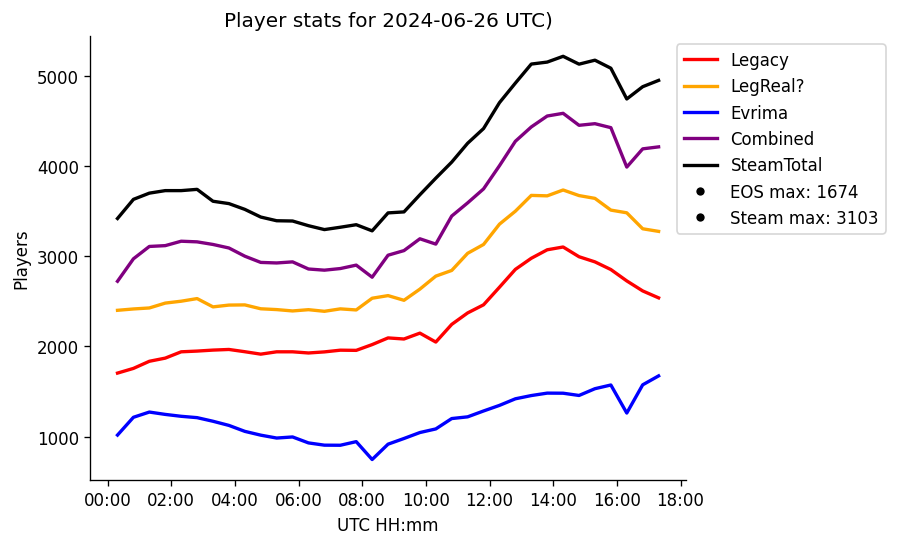 Player stats for 2024-06-26 UTC)
Legacy
LegReal?
Evrima
Combined
SteamTotal
EOS max: 1674
Steam max: 3103
Players
5000
4000
3000
2000
1000
00:00 02:00 04:00 06:00 08:00 10:00 12:00 14:00 16:00 18:00
UTC HH:mm